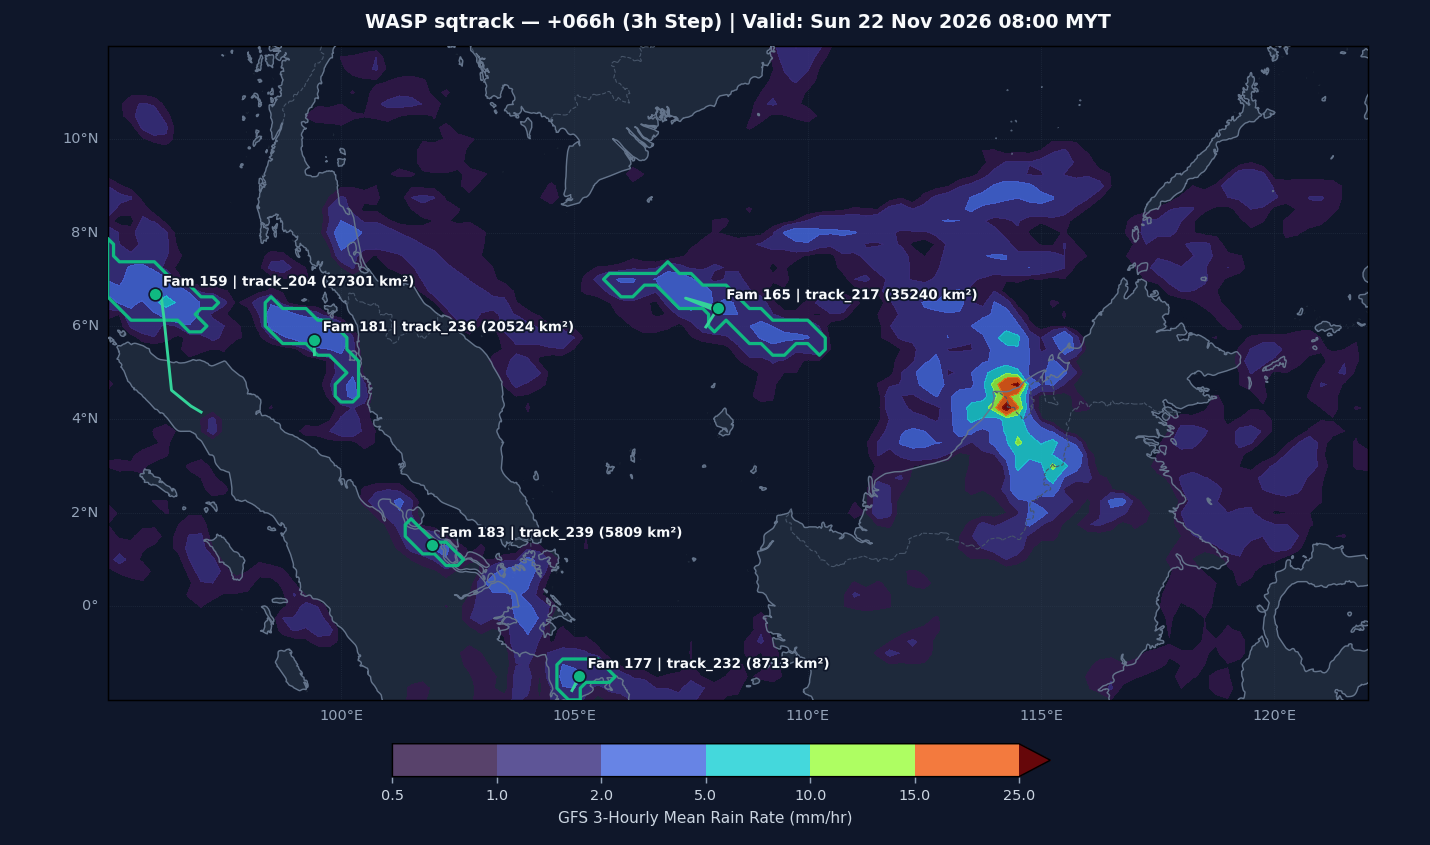 WASP sqtrack — +066h (3h Step) | Valid: Sun 22 Nov 2026 08:00 MYT
10°N
8°N
Fam 159 | track_204 (27301 km²)
Fam 165 | track_217 (35240 km²)
6°N
Fam 181 | track_236 (20524 km²)
4°N
2°N
Fam 183 | track_239 (5809 km²)
0°
Fam 177 | track_232 (8713 km²)
100°E 105°E 110°E 115°E 120°E
0.5 1.0 2.0 5.0 10.0 15.0 25.0
GFS 3-Hourly Mean Rain Rate (mm/hr)